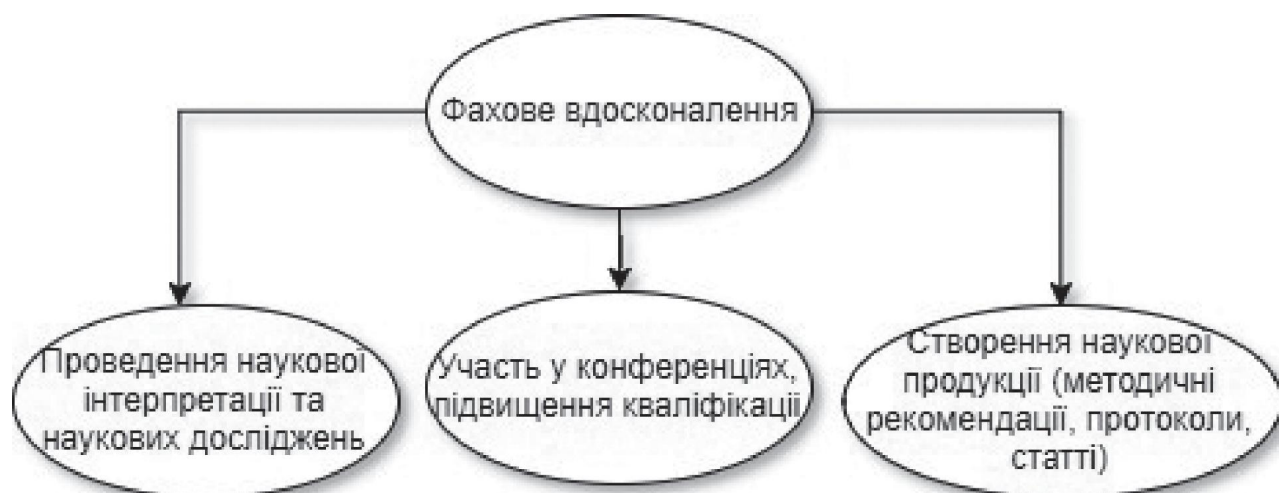 Фахове вдосконалення
Проведення наукової
інтерпретації та
наукових досліджень
Участь у конференціях,
підвищення кваліфікації
Створення наукової
продукції (методичні
рекомендації, протоколи,
статті)